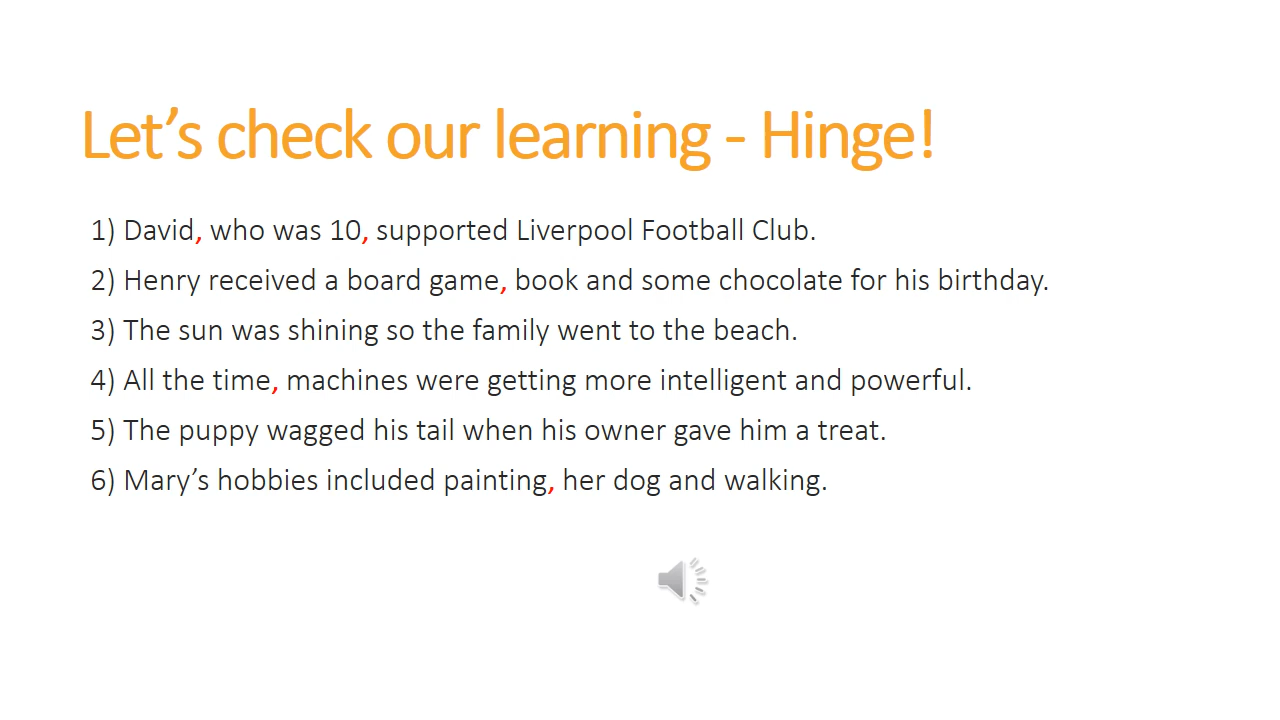 Let’s check our learning - Hinge!
1) David, who was 10, supported Liverpool Football Club.
2) Henry received a board game, book and some chocolate for his birthday.
3) The sun was shining so the family went to the beach.
4) All the time, machines were getting more intelligent and powerful.
5) The puppy wagged his tail when his owner gave him a treat.
6) Mary’s hobbies included painting, her dog and walking.